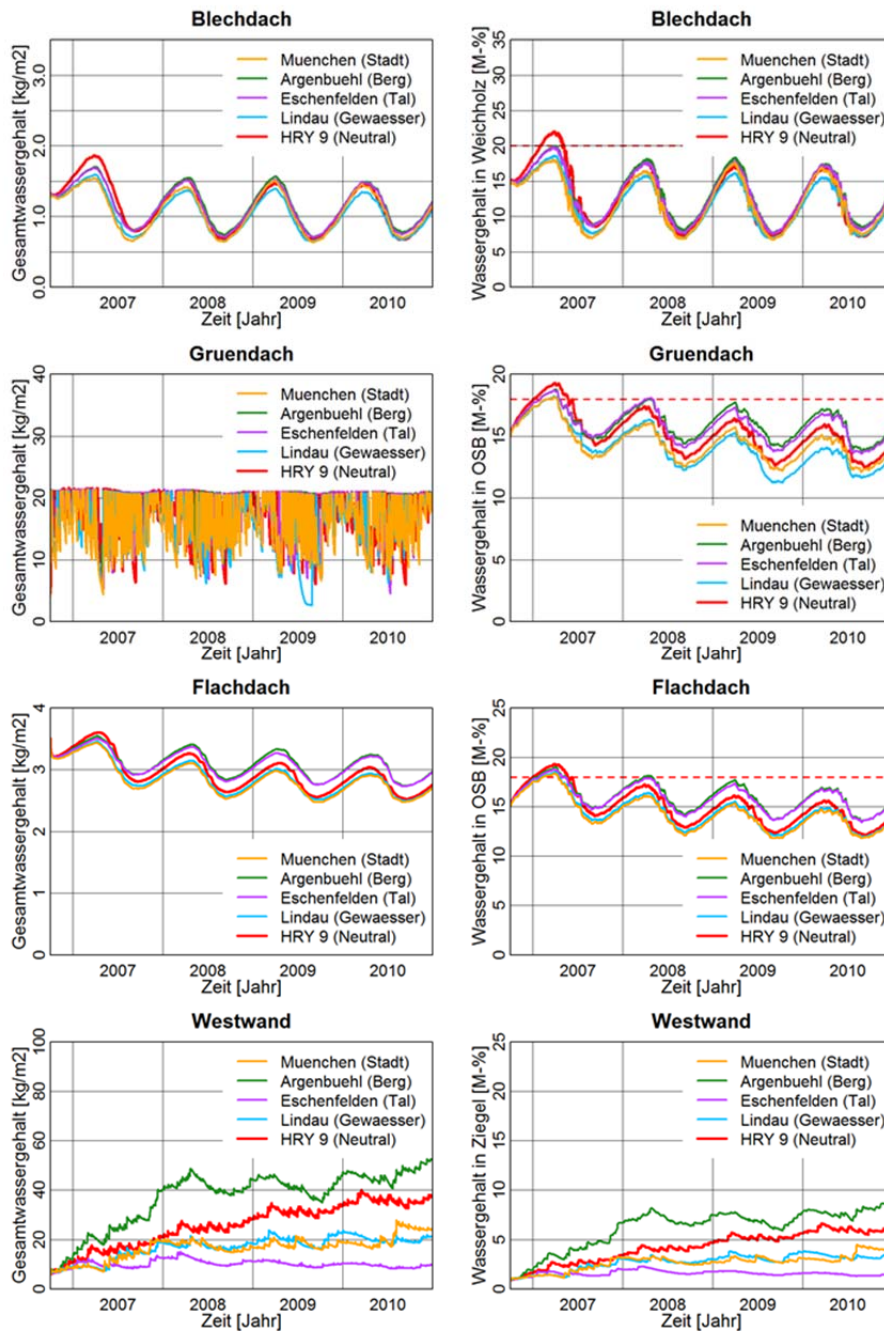 Blechdach
Gesamtwassergehalt [kg/m2]
0.0 1.0 2.0 3.0
Muenchen (Stadt)
Argenbuehl (Berg)
Eschenfelden (Tal)
Lindau (Gewaesser)
HRY 9 (Neutral)
2007 2008 2009 2010
Zeit [Jahr]
Blechdach
Wassergehalt in Weichholz [M-%]
0 5 10 15 20 25 30 35
Muenchen (Stadt)
Argenbuehl (Berg)
Eschenfelden (Tal)
Lindau (Gewaesser)
HRY 9 (Neutral)
2007 2008 2009 2010
Zeit [Jahr]
Gruendach
Gesamtwassergehalt [kg/m2]
0 10 20 30 40
Muenchen (Stadt)
Argenbuehl (Berg)
Eschenfelden (Tal)
Lindau (Gewaesser)
HRY 9 (Neutral)
2007 2008 2009 2010
Zeit [Jahr]
Gruendach
Wassergehalt in OSB [M-%]
0 5 10 15 20
Muenchen (Stadt)
Argenbuehl (Berg)
Eschenfelden (Tal)
Lindau (Gewaesser)
HRY 9 (Neutral)
2007 2008 2009 2010
Zeit [Jahr]
Flachdach
Gesamtwassergehalt [kg/m2]
0 1 2 3 4
Muenchen (Stadt)
Argenbuehl (Berg)
Eschenfelden (Tal)
Lindau (Gewaesser)
HRY 9 (Neutral)
2007 2008 2009 2010
Zeit [Jahr]
Flachdach
Wassergehalt in OSB [M-%]
0 5 10 15 20 25
Muenchen (Stadt)
Argenbuehl (Berg)
Eschenfelden (Tal)
Lindau (Gewaesser)
HRY 9 (Neutral)
2007 2008 2009 2010
Zeit [Jahr]
Westwand
Gesamtwassergehalt [kg/m2]
0 20 40 60 80 100
Muenchen (Stadt)
Argenbuehl (Berg)
Eschenfelden (Tal)
Lindau (Gewaesser)
HRY 9 (Neutral)
2007 2008 2009 2010
Zeit [Jahr]
Westwand
Wassergehalt in Ziegel [M-%]
0 5 10 15 20 25
Muenchen (Stadt)
Argenbuehl (Berg)
Eschenfelden (Tal)
Lindau (Gewaesser)
HRY 9 (Neutral)
2007 2008 2009 2010
Zeit [Jahr]